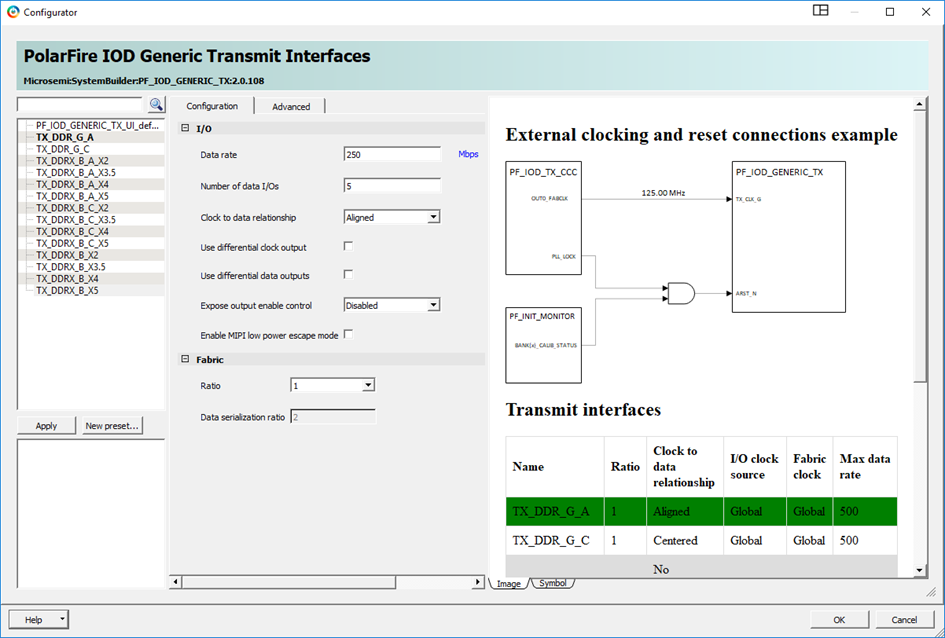 Configurator
PolarFire IOD Generic Transmit Interfaces
Microsemi:SystemBuilder:PF_IOD_GENERIC_TX:2.0.108
PF_IOD_GENERIC_TX_UI_def...
TX_DDR_G_A
TX_DDR_G_C
TX_DDRX_B_A_X2
TX_DDRX_B_A_X3.5
TX_DDRX_B_A_X4
TX_DDRX_B_A_X5
TX_DDRX_B_C_X2
TX_DDRX_B_C_X3.5
TX_DDRX_B_C_X4
TX_DDRX_B_C_X5
TX_DDRX_B_X2
TX_DDRX_B_X3.5
TX_DDRX_B_X4
TX_DDRX_B_X5
Apply
New preset...
Configuration
Advanced
I/O
Data rate
250
Mbps
Number of data I/Os
5
Clock to data relationship
Aligned
Use differential clock output
Use differential data outputs
Expose output enable control
Disabled
Enable MIPI low power escape mode
Fabric
Ratio
1
Data serialization ratio
2
External clocking and reset connections example
PF_IOD_TX_CCC
OUT0_FABCLK
PLL_LOCK
125.00 MHz
PF_IOD_GENERIC_TX
TX_CLK_G
ARST_N
PF_INIT_MONITOR
BANK(x)_CALIB_STATUS
Transmit interfaces
Name
Ratio
Clock to
data
relationship
I/O clock
source
Fabric
clock
Max data
rate
TX_DDR_G_A
1
Aligned
Global
Global
500
TX_DDR_G_C
1
Centered
Global
Global
500
No
Image
Symbol
Help
OK
Cancel